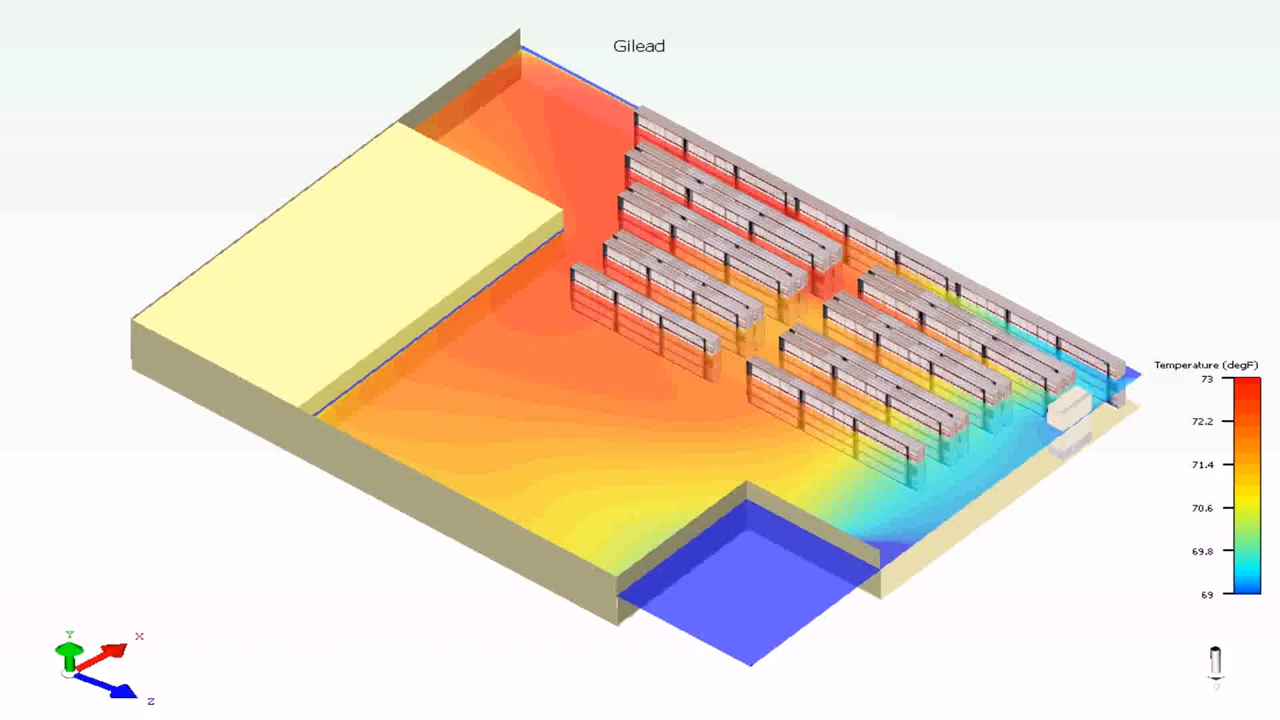 Gilead
Temperature (degF)
73
72.2
71.4
70.6
69.8
69
Y
X
Z
g